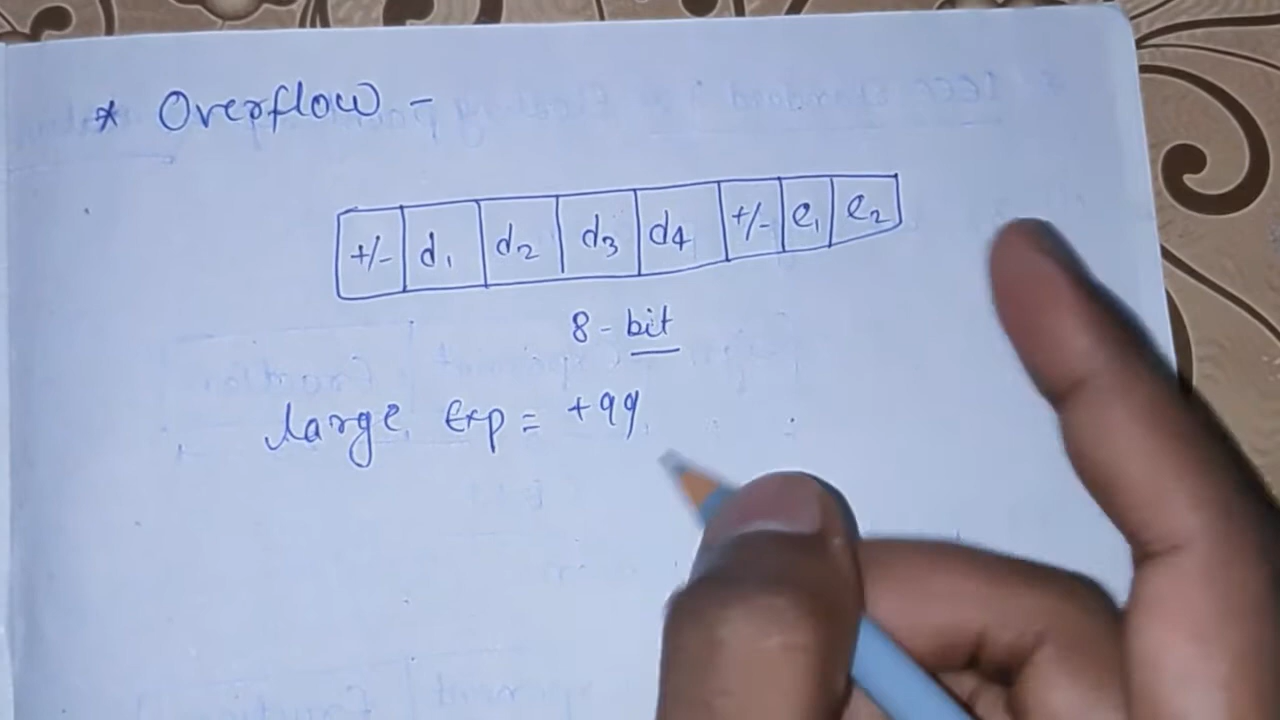 * Overflow -
+/- d1 d2 d3 d4 +/- e1 e2
8 - bit
large Exp = +99